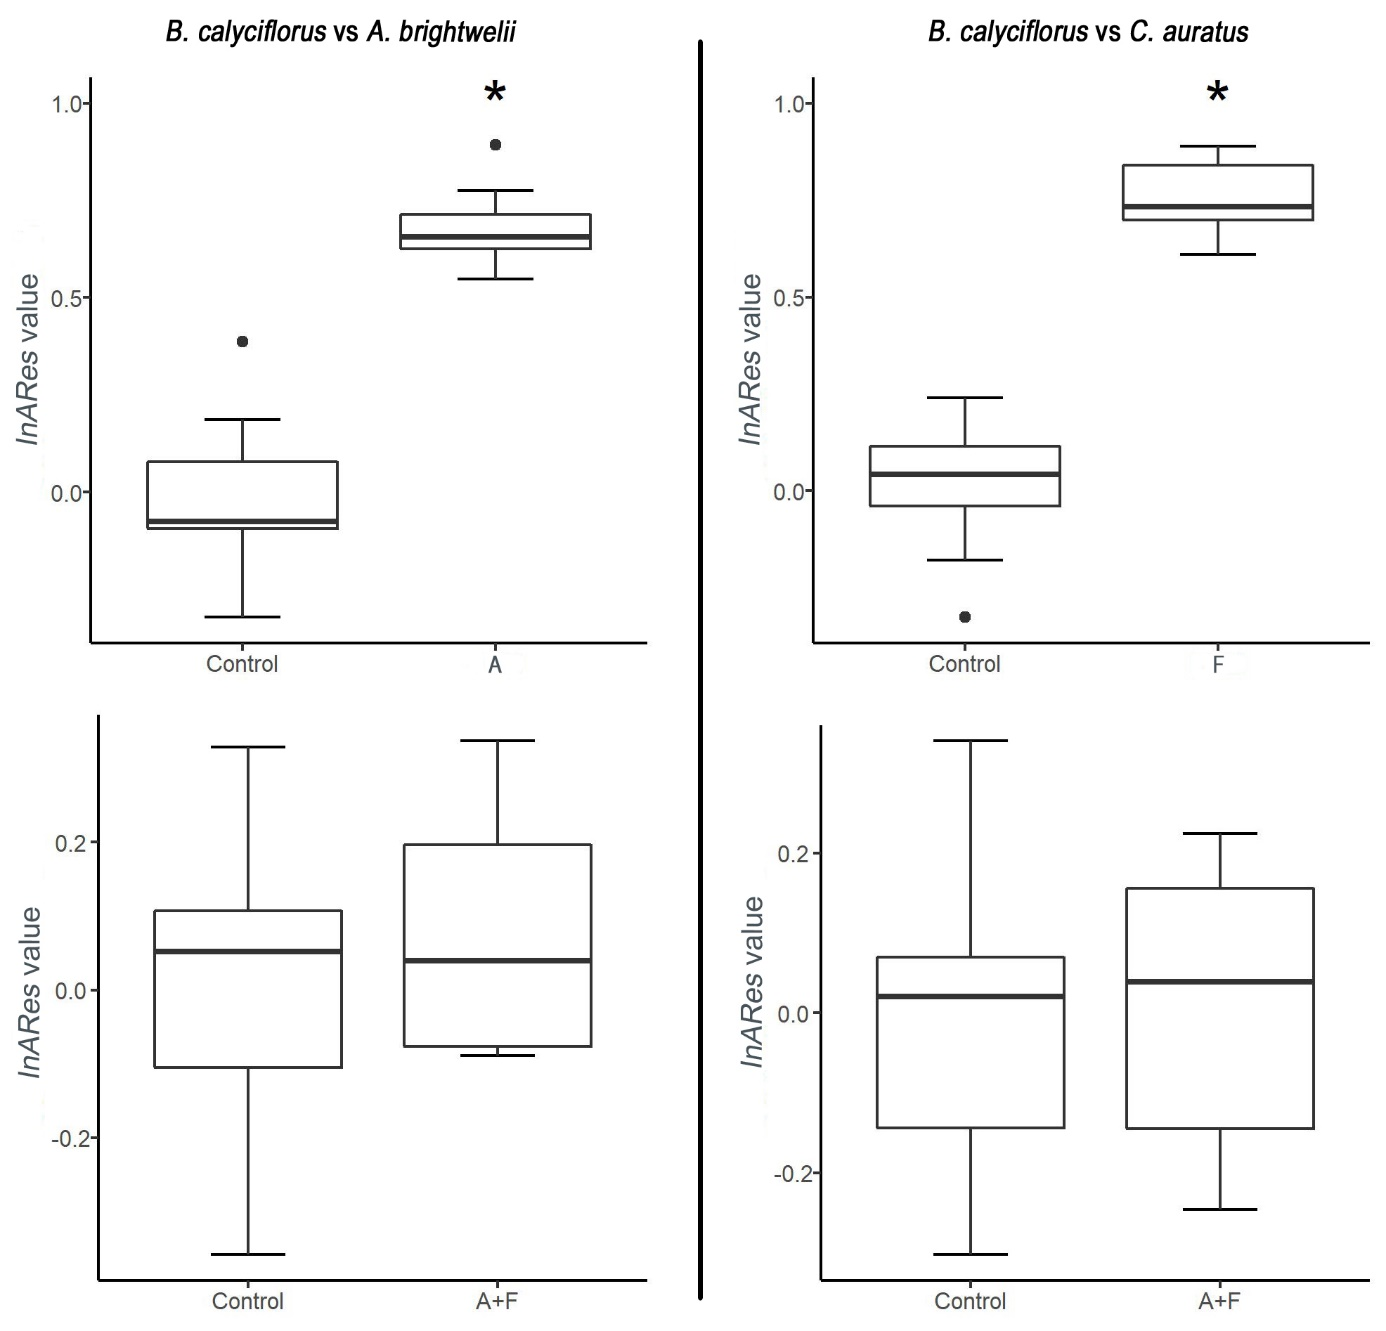 B. calyciflorus vs A. brightwelii
*
1.0
0.5
0.0
lnARes value
Control
A
B. calyciflorus vs C. auratus
*
1.0
0.5
0.0
lnARes value
Control
F
0.2
0.0
-0.2
lnARes value
Control
A+F
0.2
0.0
-0.2
lnARes value
Control
A+F